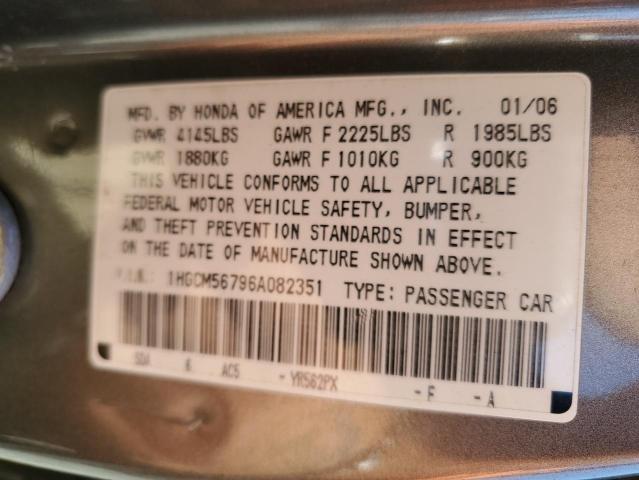 MFD. BY HONDA OF AMERICA MFG., INC. 01/06
GVWR 4145LBS GAWR F 2225LBS R 1985LBS
GVWR 1880KG GAWR F 1010KG R 900KG
THIS VEHICLE CONFORMS TO ALL APPLICABLE
FEDERAL MOTOR VEHICLE SAFETY, BUMPER,
AND THEFT PREVENTION STANDARDS IN EFFECT
ON THE DATE OF MANUFACTURE SHOWN ABOVE.
V.I.N.: 1HGCM56796A082351 TYPE: PASSENGER CAR
SDA 6 AC5 - YR562PX - F - A